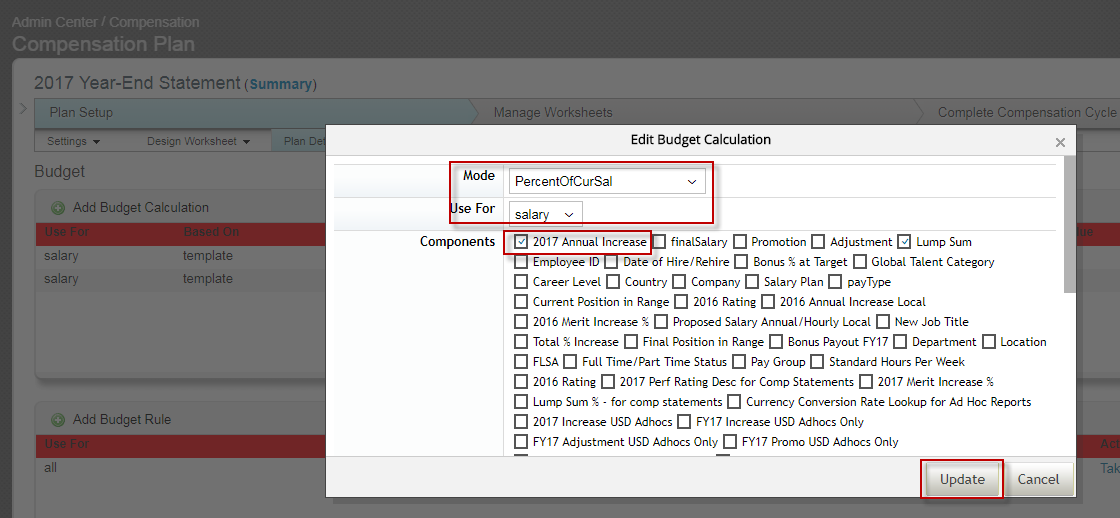 Admin Center / Compensation
Compensation Plan
2017 Year-End Statement (Summary)
Plan Setup Manage Worksheets Complete Compensation Cycle
Settings Design Worksheet Plan Det
Budget
Add Budget Calculation
Use For Based On
salary template
salary template
Add Budget Rule
Use For Act
all Tak
Edit Budget Calculation
Mode PercentOfCurSal
Use For salary
Components 2017 Annual Increase finalSalary Promotion Adjustment Lump Sum
Employee ID Date of Hire/Rehire Bonus % at Target Global Talent Category
Career Level Country Company Salary Plan payType
Current Position in Range 2016 Rating 2016 Annual Increase Local
2016 Merit Increase % Proposed Salary Annual/Hourly Local New Job Title
Total % Increase Final Position in Range Bonus Payout FY17 Department Location
FLSA Full Time/Part Time Status Pay Group Standard Hours Per Week
2016 Rating 2017 Perf Rating Desc for Comp Statements 2017 Merit Increase %
Lump Sum % - for comp statements Currency Conversion Rate Lookup for Ad Hoc Reports
2017 Increase USD Adhocs FY17 Increase USD Adhocs Only
FY17 Adjustment USD Adhocs Only FY17 Promo USD Adhocs Only
Update Cancel